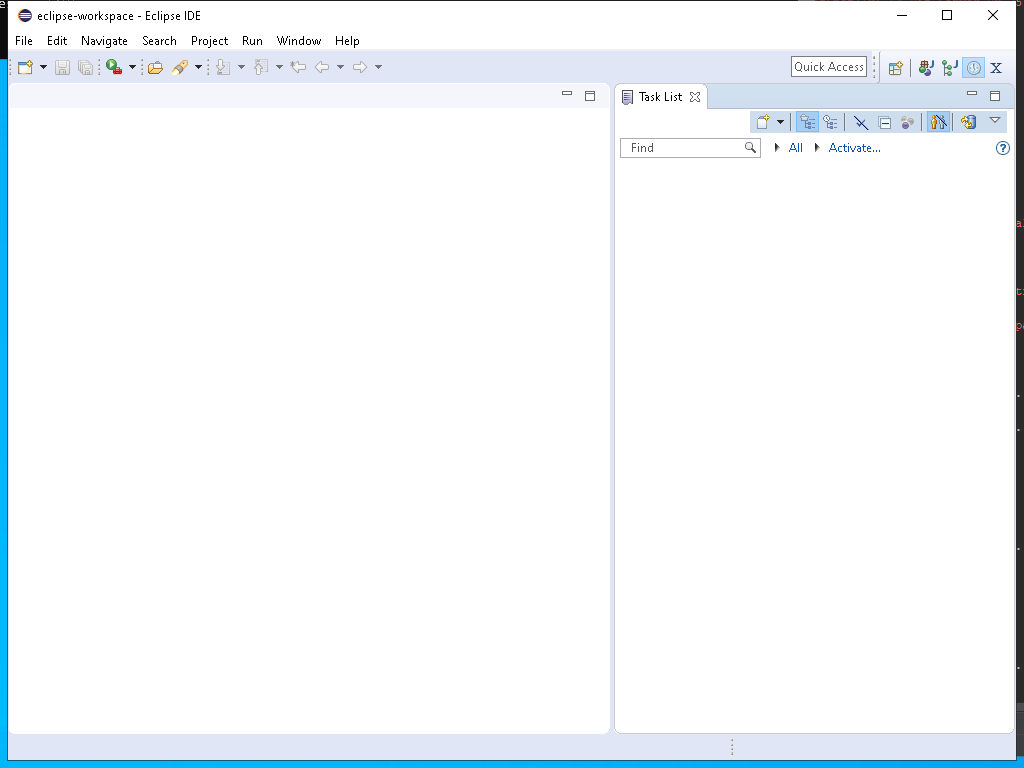 eclipse-workspace - Eclipse IDE
File Edit Navigate Search Project Run Window Help
Quick Access
Task List
Find All Activate...